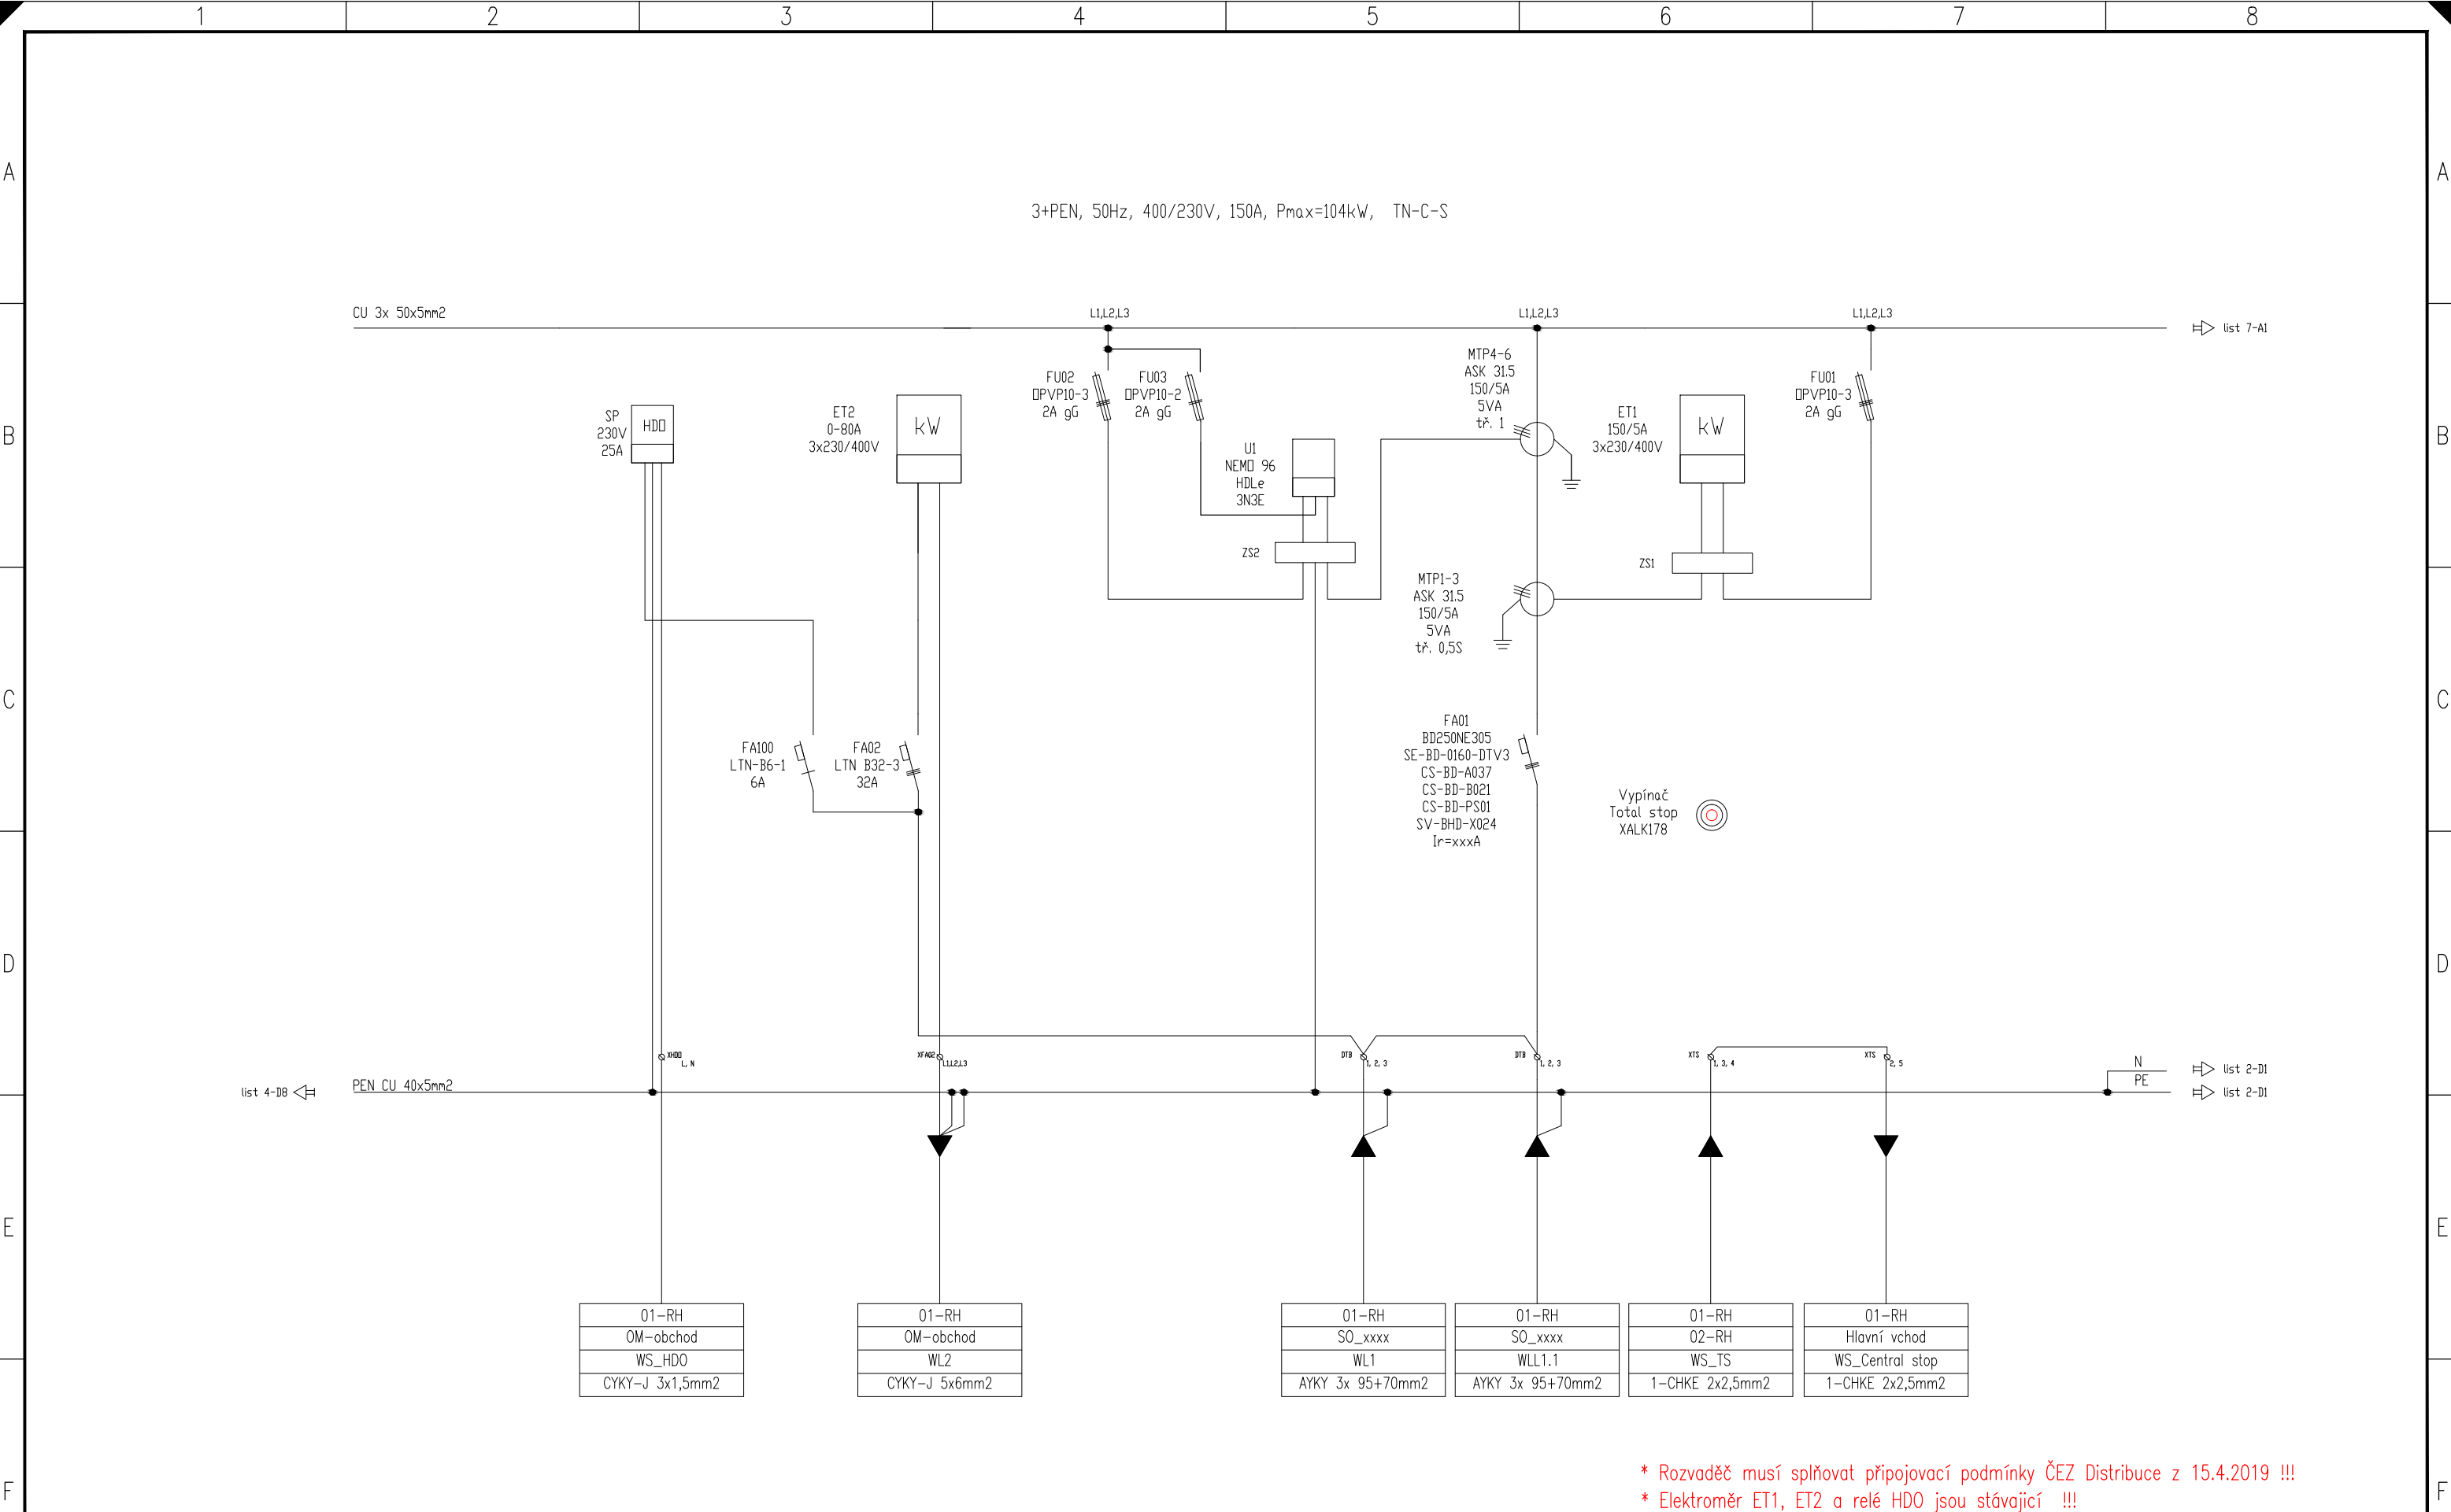 1 2 3 4 5 6 7 8
A A
3+PEN, 50Hz, 400/230V, 150A, Pmax=104kW, TN-C-S
CU 3x 50x5mm2
L1,L2,L3
L1,L2,L3
L1,L2,L3
list 7-A1
B B
SP
230V
25A
HDO
ET2
0-80A
3x230/400V
kW
FU02
OPVP10-3
2A gG
FU03
OPVP10-2
2A gG
U1
NEMO 96
HDLe
3N3E
ZS2
MTP4-6
ASK 31.5
150/5A
5VA
tř. 1
ET1
150/5A
3x230/400V
kW
FU01
OPVP10-3
2A gG
ZS1
MTP1-3
ASK 31.5
150/5A
5VA
tř. 0,5S
C C
FA100
LTN-B6-1
6A
FA02
LTN B32-3
32A
FA01
BD250NE305
SE-BD-0160-DTV3
CS-BD-A037
CS-BD-B021
CS-BD-PS01
SV-BHD-X024
Ir=xxxA
Vypínač
Total stop
XALK178
D D
XHDO
L, N
XFA02
L1,L2,L3
DTB
1, 2, 3
DTB
1, 2, 3
XTS
1, 3, 4
XTS
2, 5
N
list 2-D1
PE
list 2-D1
list 4-D8
PEN CU 40x5mm2
E E
01-RH
OM-obchod
WS_HDO
CYKY-J 3x1,5mm2
01-RH
OM-obchod
WL2
CYKY-J 5x6mm2
01-RH
SO_xxxx
WL1
AYKY 3x 95+70mm2
01-RH
SO_xxxx
WLL1.1
AYKY 3x 95+70mm2
01-RH
02-RH
WS_TS
1-CHKE 2x2,5mm2
01-RH
Hlavní vchod
WS_Central stop
1-CHKE 2x2,5mm2
F F
* Rozvaděč musí splňovat připojovací podmínky ČEZ Distribuce z 15.4.2019 !!!
* Elektroměr ET1, ET2 a relé HDO jsou stávající !!!